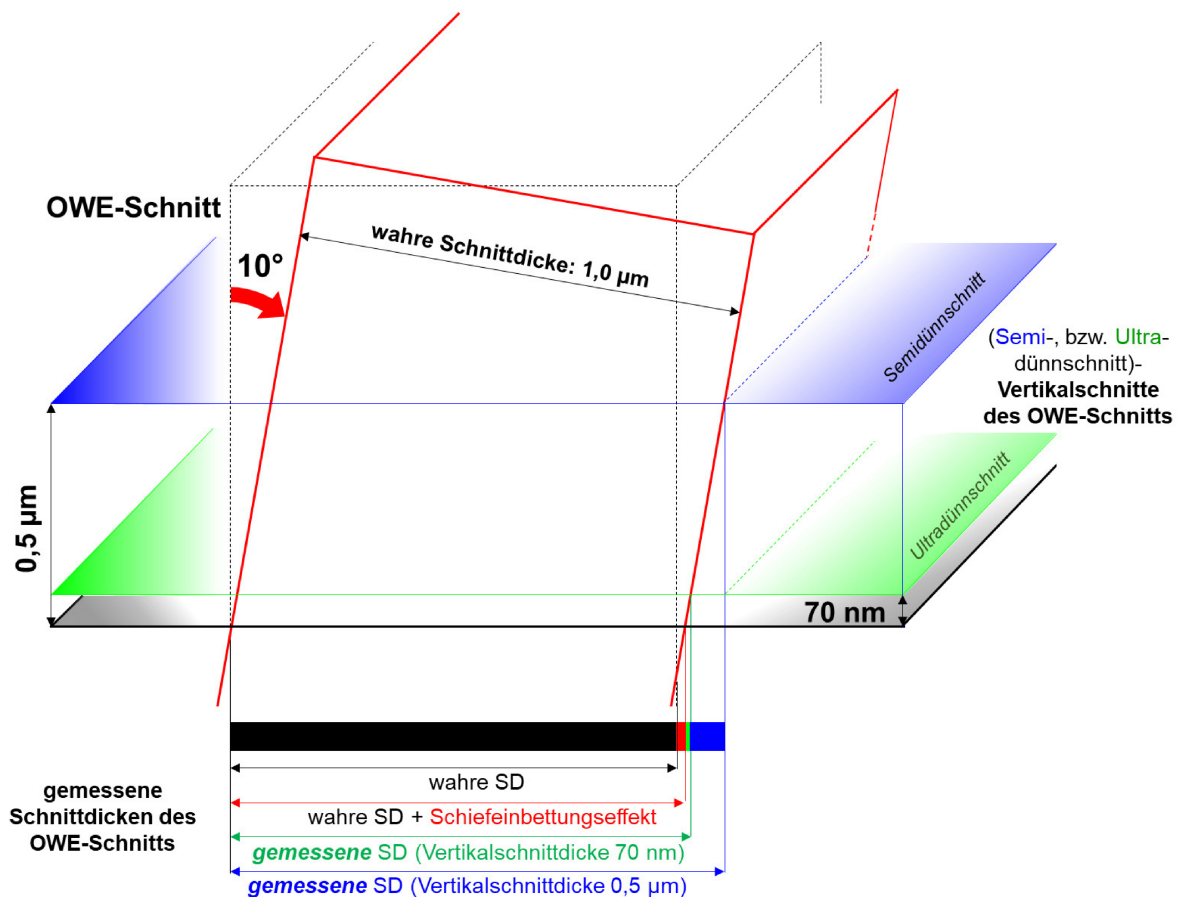 OWE-Schnitt
10°
wahre Schnittdicke: 1,0 µm
Semidünnschnitt
(Semi-, bzw. Ultra-
dünnschnitt)-
Vertikalschnitte
des OWE-Schnitts
Ultradünnschnitt
0,5 µm
70 nm
wahre SD
gemessene
Schnittdicken des
OWE-Schnitts
wahre SD + Schiefeinbettungseffekt
gemessene SD (Vertikalschnittdicke 70 nm)
gemessene SD (Vertikalschnittdicke 0,5 µm)